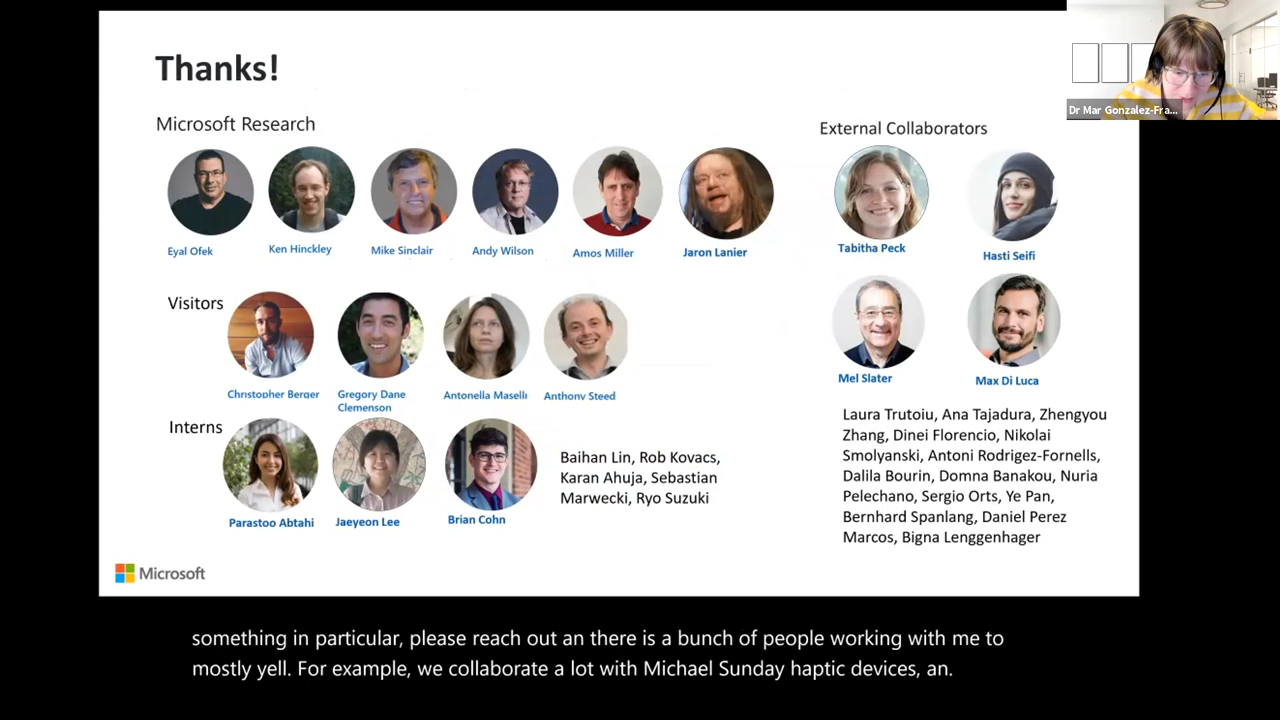 Thanks!
Dr Mar Gonzalez-Fra...
Microsoft Research
External Collaborators
Eyal Ofek
Ken Hinckley
Mike Sinclair
Andy Wilson
Amos Miller
Jaron Lanier
Tabitha Peck
Hasti Seifi
Visitors
Christopher Berger
Gregory Dane
Clemenson
Antonella Maselli
Anthony Steed
Mel Slater
Max Di Luca
Interns
Parastoo Abtahi
Jaeyeon Lee
Brian Cohn
Baihan Lin, Rob Kovacs,
Karan Ahuja, Sebastian
Marwecki, Ryo Suzuki
Laura Trutoiu, Ana Tajadura, Zhengyou
Zhang, Dinei Florencio, Nikolai
Smolyanski, Antoni Rodrigez-Fornells,
Dalila Bourin, Domna Banakou, Nuria
Pelechano, Sergio Orts, Ye Pan,
Bernhard Spanlang, Daniel Perez
Marcos, Bigna Lenggenhager
Microsoft
something in particular, please reach out an there is a bunch of people working with me to
mostly yell. For example, we collaborate a lot with Michael Sunday haptic devices, an.